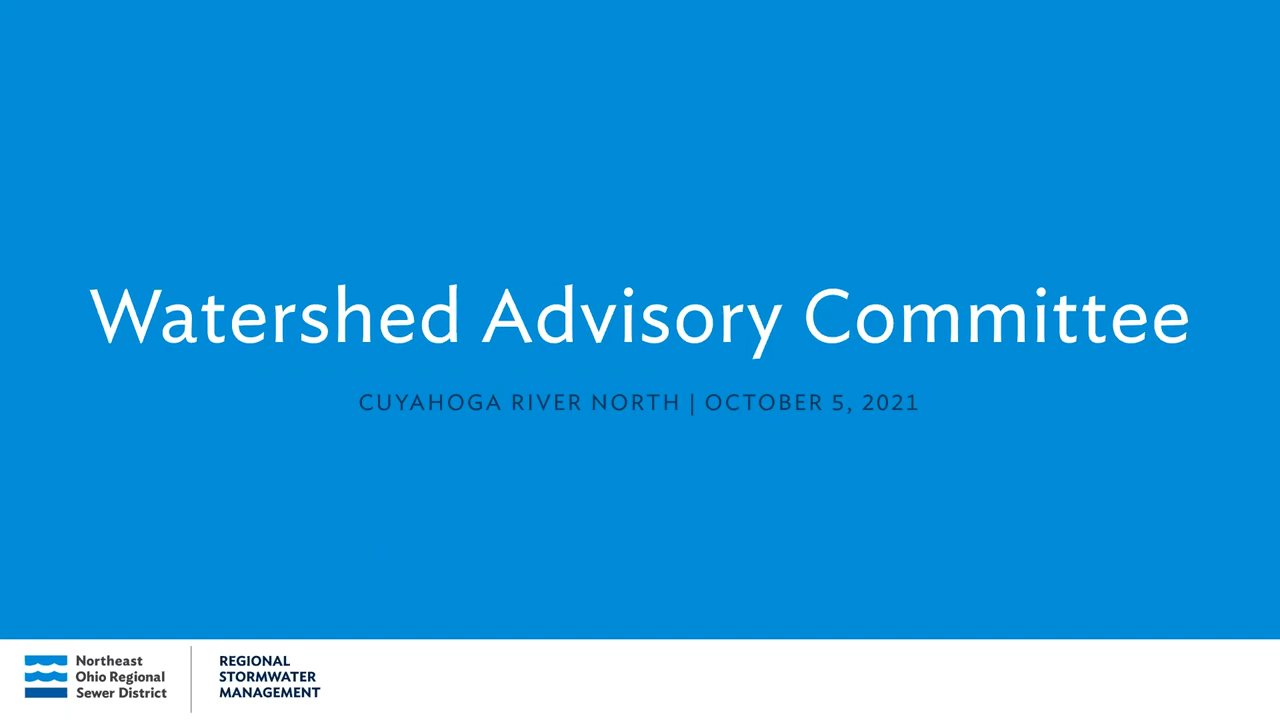 Watershed Advisory Committee
CUYAHOGA RIVER NORTH | OCTOBER 5, 2021
Northeast
Ohio Regional
Sewer District
REGIONAL
STORMWATER
MANAGEMENT